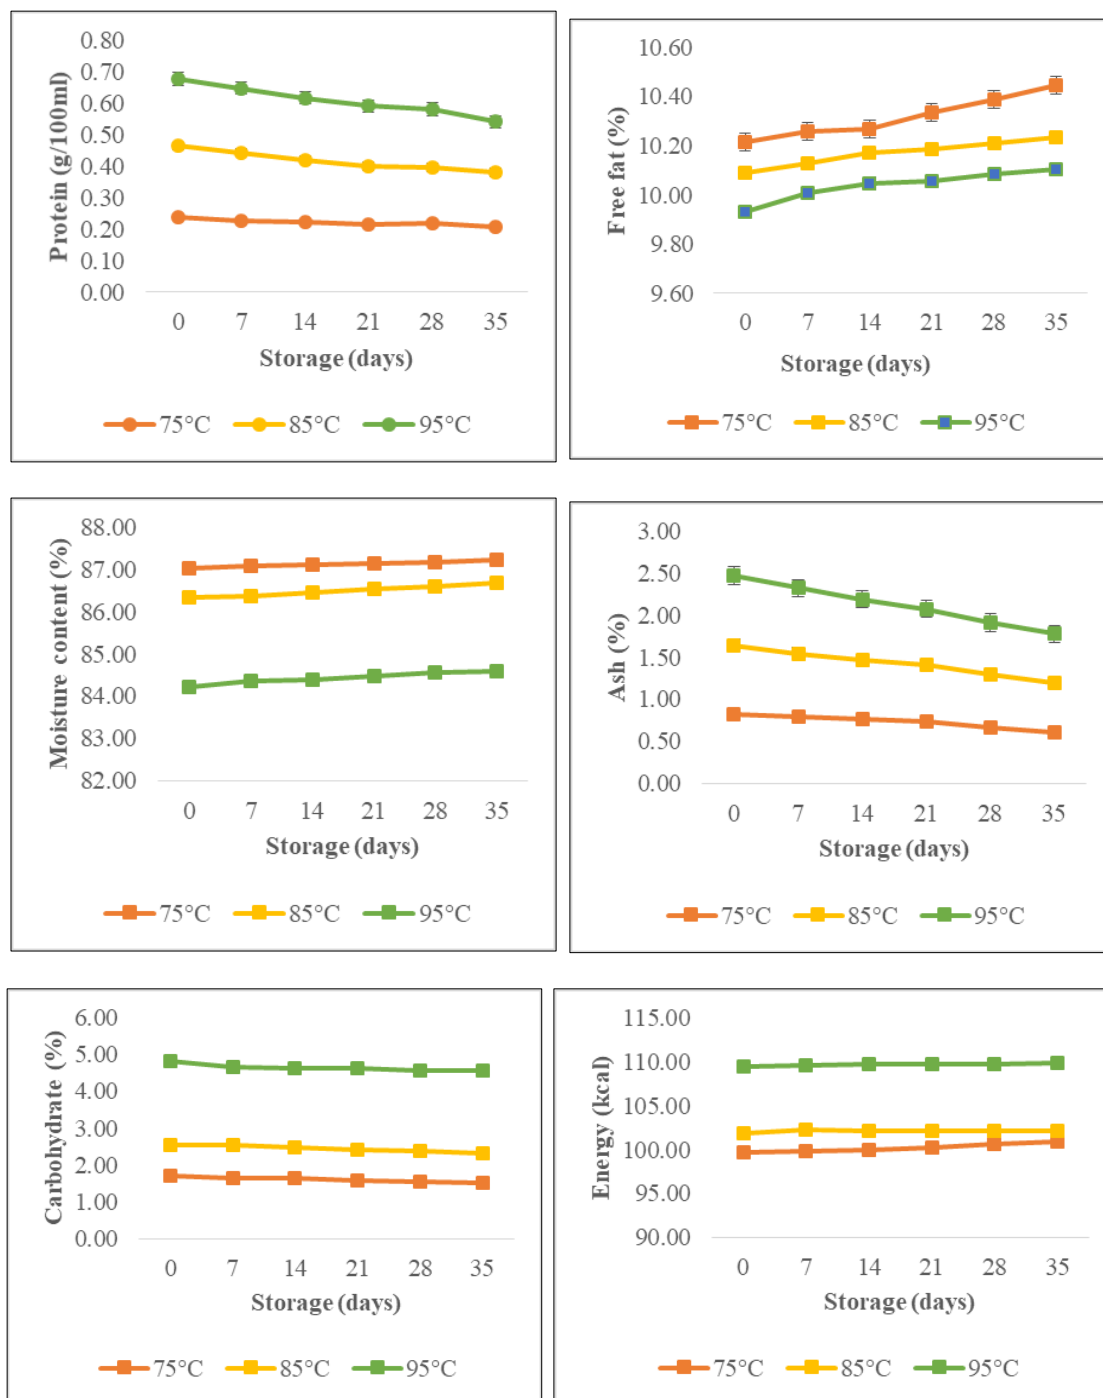 Protein (g/100ml)
0.80
0.70
0.60
0.50
0.40
0.30
0.20
0.10
0.00
0 7 14 21 28 35
Storage (days)
75°C 85°C 95°C
Free fat (%)
10.60
10.40
10.20
10.00
9.80
9.60
0 7 14 21 28 35
Storage (days)
75°C 85°C 95°C
Moisture content (%)
88.00
87.00
86.00
85.00
84.00
83.00
82.00
0 7 14 21 28 35
Storage (days)
75°C 85°C 95°C
Ash (%)
3.00
2.50
2.00
1.50
1.00
0.50
0.00
0 7 14 21 28 35
Storage (days)
75°C 85°C 95°C
Carbohydrate (%)
6.00
5.00
4.00
3.00
2.00
1.00
0.00
0 7 14 21 28 35
Storage (days)
75°C 85°C 95°C
Energy (kcal)
115.00
110.00
105.00
100.00
95.00
90.00
0 7 14 21 28 35
Storage (days)
75°C 85°C 95°C